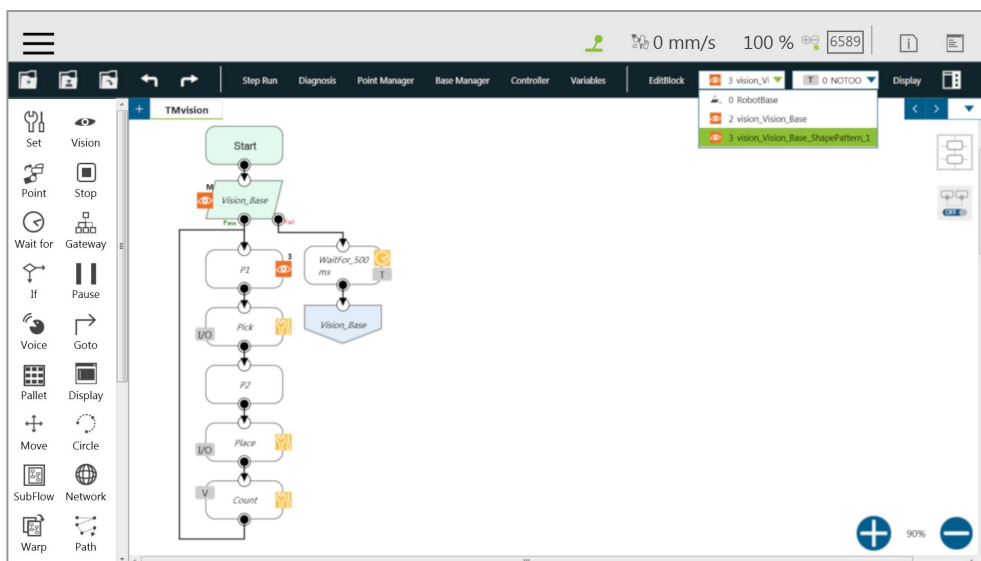 0 mm/s 100 % 6589
Step Run Diagnosis Point Manager Base Manager Controller Variables EditBlock 3 vision_Vi T 0 NOTOO Display
0 RobotBase
2 vision_Vision_Base
3 vision_Vision_Base_ShapePattern_1
+ TMvision
Set Vision
Point Stop
Wait for Gateway
If Pause
Voice Goto
Pallet Display
Move Circle
SubFlow Network
Warp Path
Start
M
Vision_Base
Pass Fail
P1
3
WaitFor_500
ms
T
I/O Pick
Vision_Base
P2
I/O Place
V Count
OFF
90%